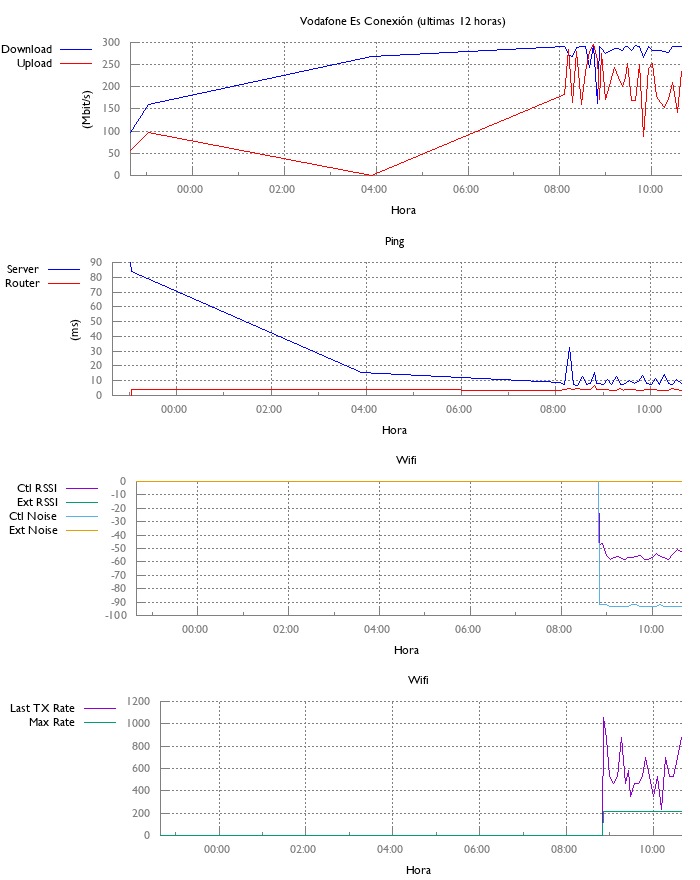 Vodafone Es Conexión (ultimas 12 horas)
Download
Upload
(Mbit/s)
300
250
200
150
100
50
0
00:00 02:00 04:00 06:00 08:00 10:00
Hora
Ping
Server
Router
(ms)
90
80
70
60
50
40
30
20
10
0
00:00 02:00 04:00 06:00 08:00 10:00
Hora
Wifi
Ctl RSSI
Ext RSSI
Ctl Noise
Ext Noise
0
-10
-20
-30
-40
-50
-60
-70
-80
-90
-100
00:00 02:00 04:00 06:00 08:00 10:00
Hora
Wifi
Last TX Rate
Max Rate
1200
1000
800
600
400
200
0
00:00 02:00 04:00 06:00 08:00 10:00
Hora